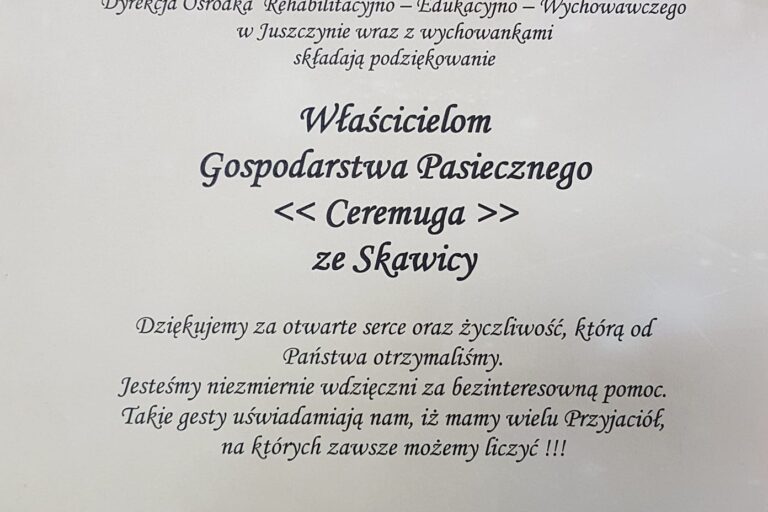 Dyrekcja Ośrodka Rehabilitacyjno – Edukacyjno – Wychowawczego
w Juszczynie wraz z wychowankami
składają podziękowanie
Właścicielom
Gospodarstwa Pasiecznego
<< Ceremuga >>
ze Skawicy
Dziękujemy za otwarte serce oraz życzliwość, którą od
Państwa otrzymaliśmy.
Jesteśmy niezmiernie wdzięczni za bezinteresowną pomoc.
Takie gesty uświadamiają nam, iż mamy wielu Przyjaciół,
na których zawsze możemy liczyć !!!